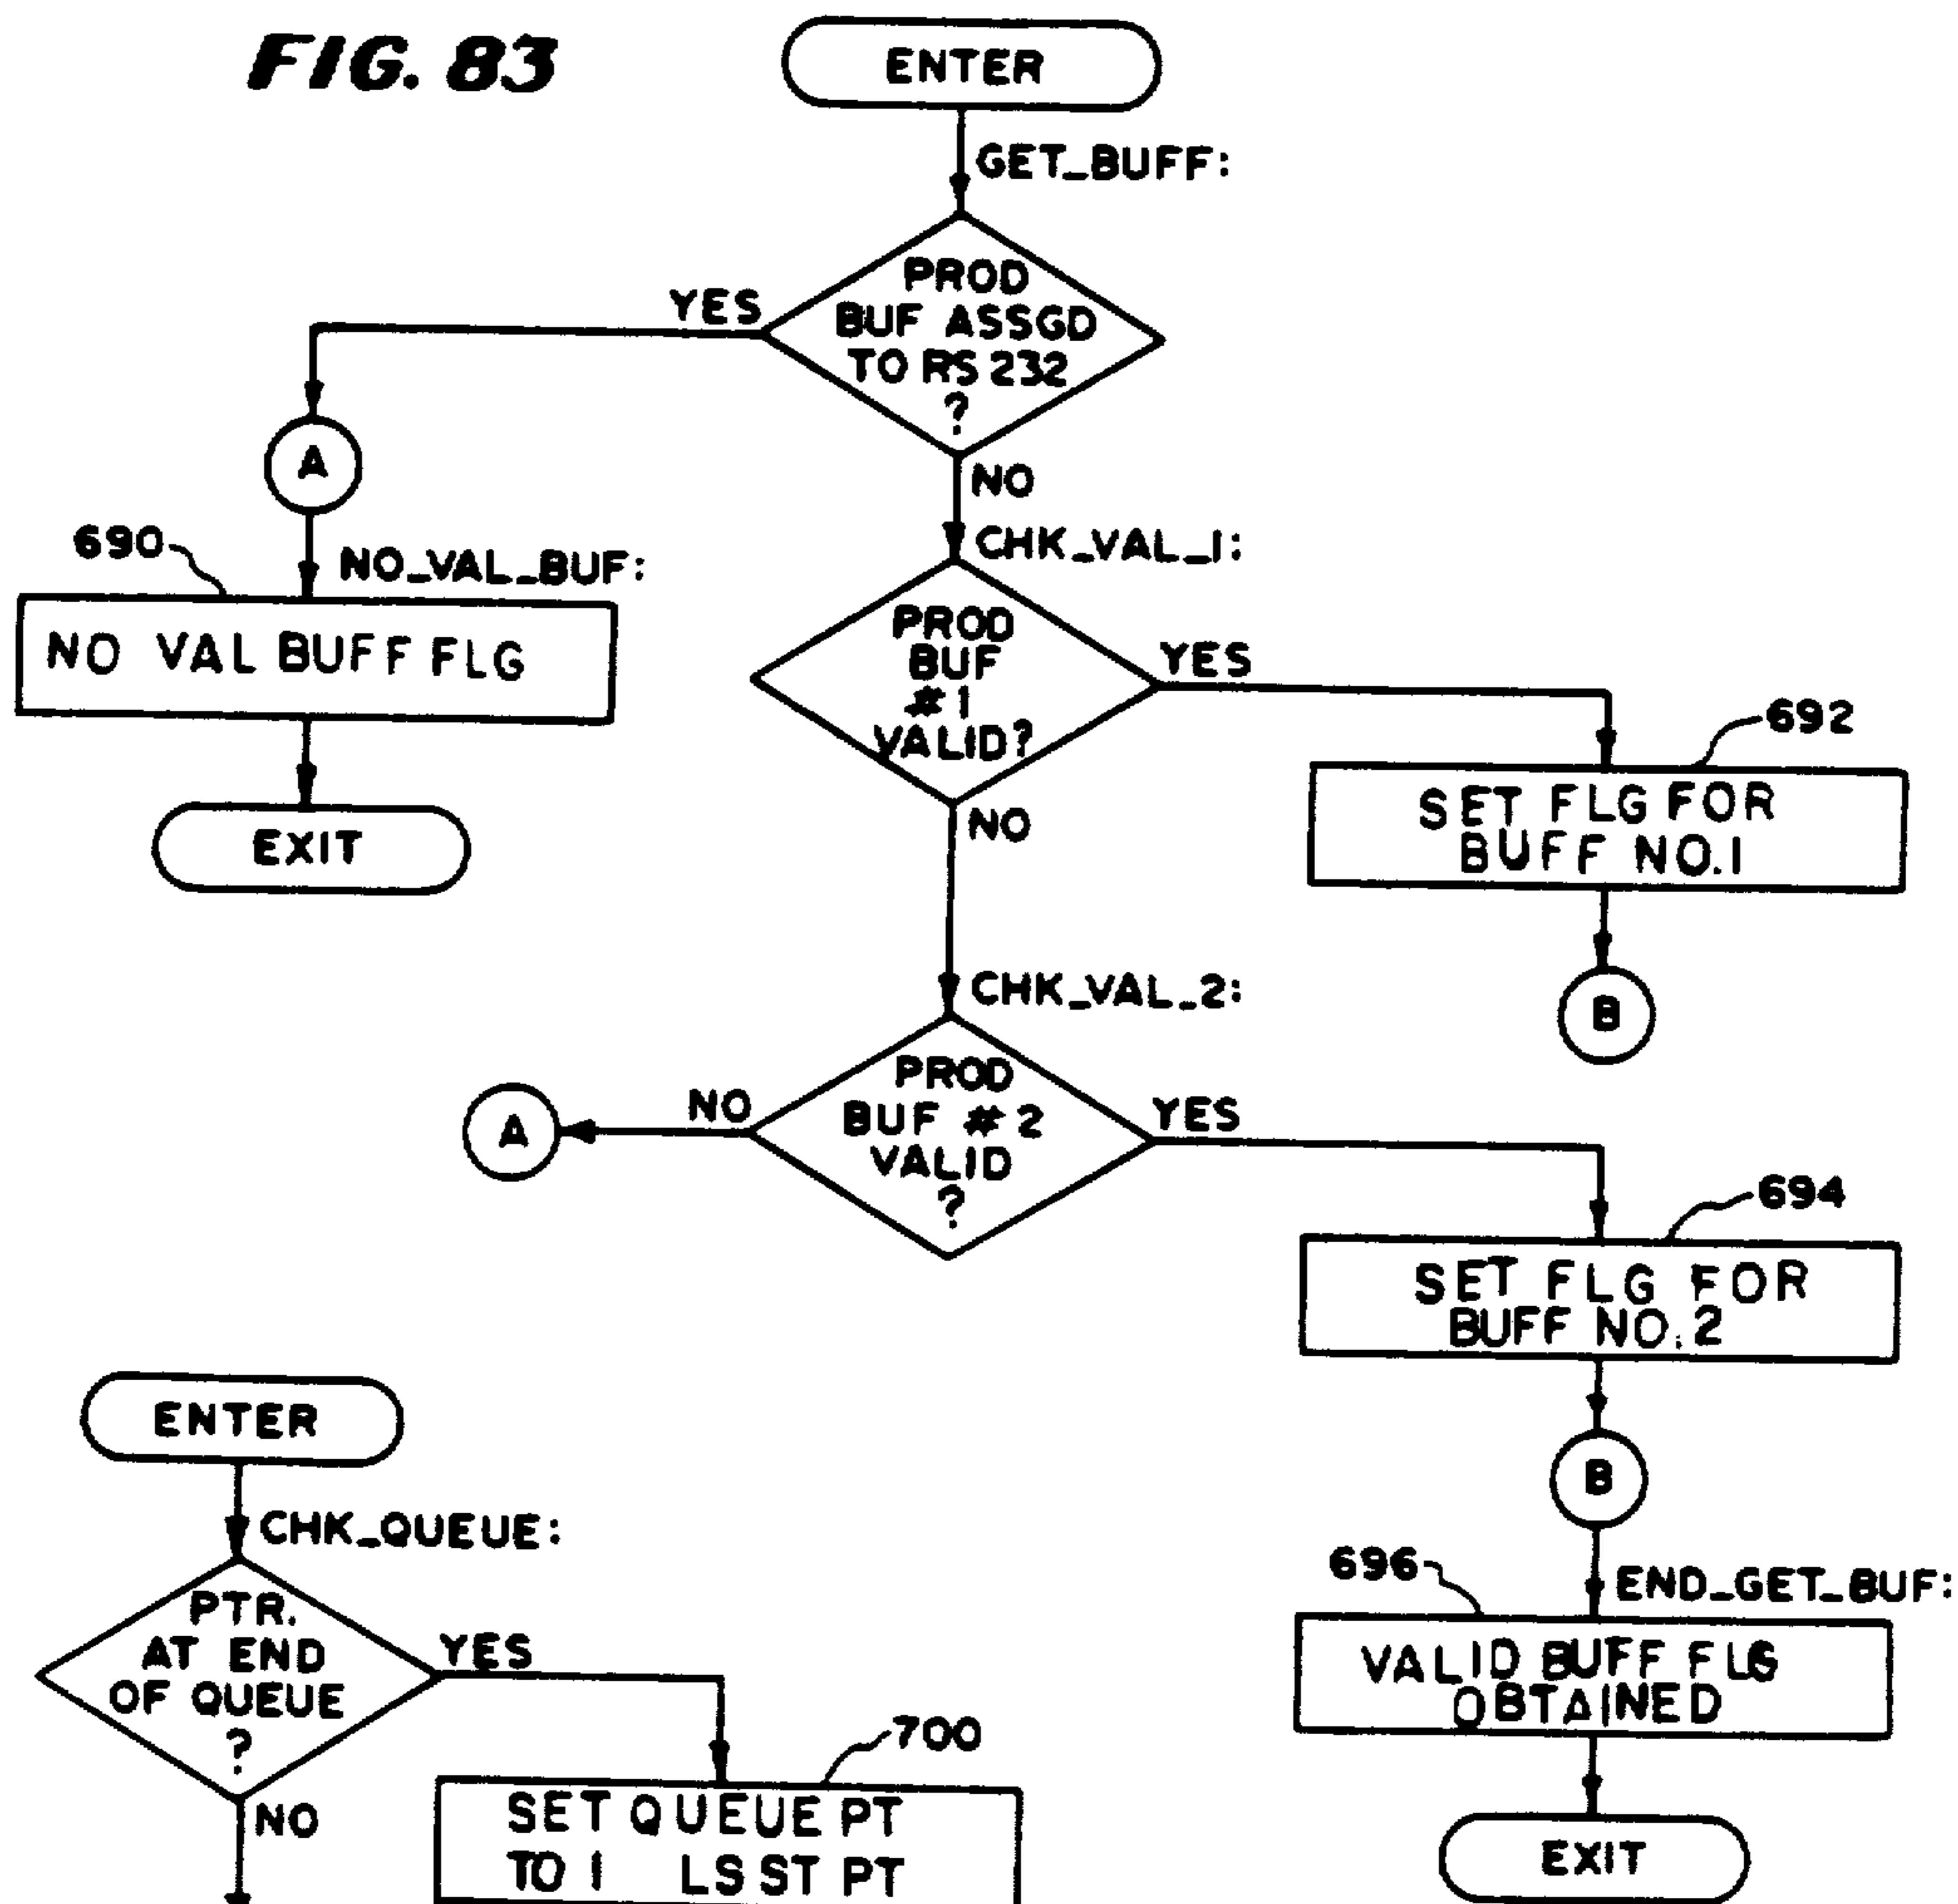 FIG. 83
ENTER
GET_BUFF:
PROD
BUF ASSGD
TO RS 232
?
YES
NO
A
690
NO_VAL_BUF:
NO VAL BUFF FLG
EXIT
CHK_VAL_1:
PROD
BUF
#1
VALID?
YES
NO
692
SET FLG FOR
BUFF NO.1
B
CHK_VAL_2:
PROD
BUF #2
VALID
?
NO
A
YES
694
SET FLG FOR
BUFF NO. 2
B
696
END_GET_BUF:
VALID BUFF FLG
OBTAINED
EXIT
ENTER
CHK_QUEUE:
PTR.
AT END
OF QUEUE
?
YES
NO
700
SET QUEUE PT
TO 1 LS ST PT